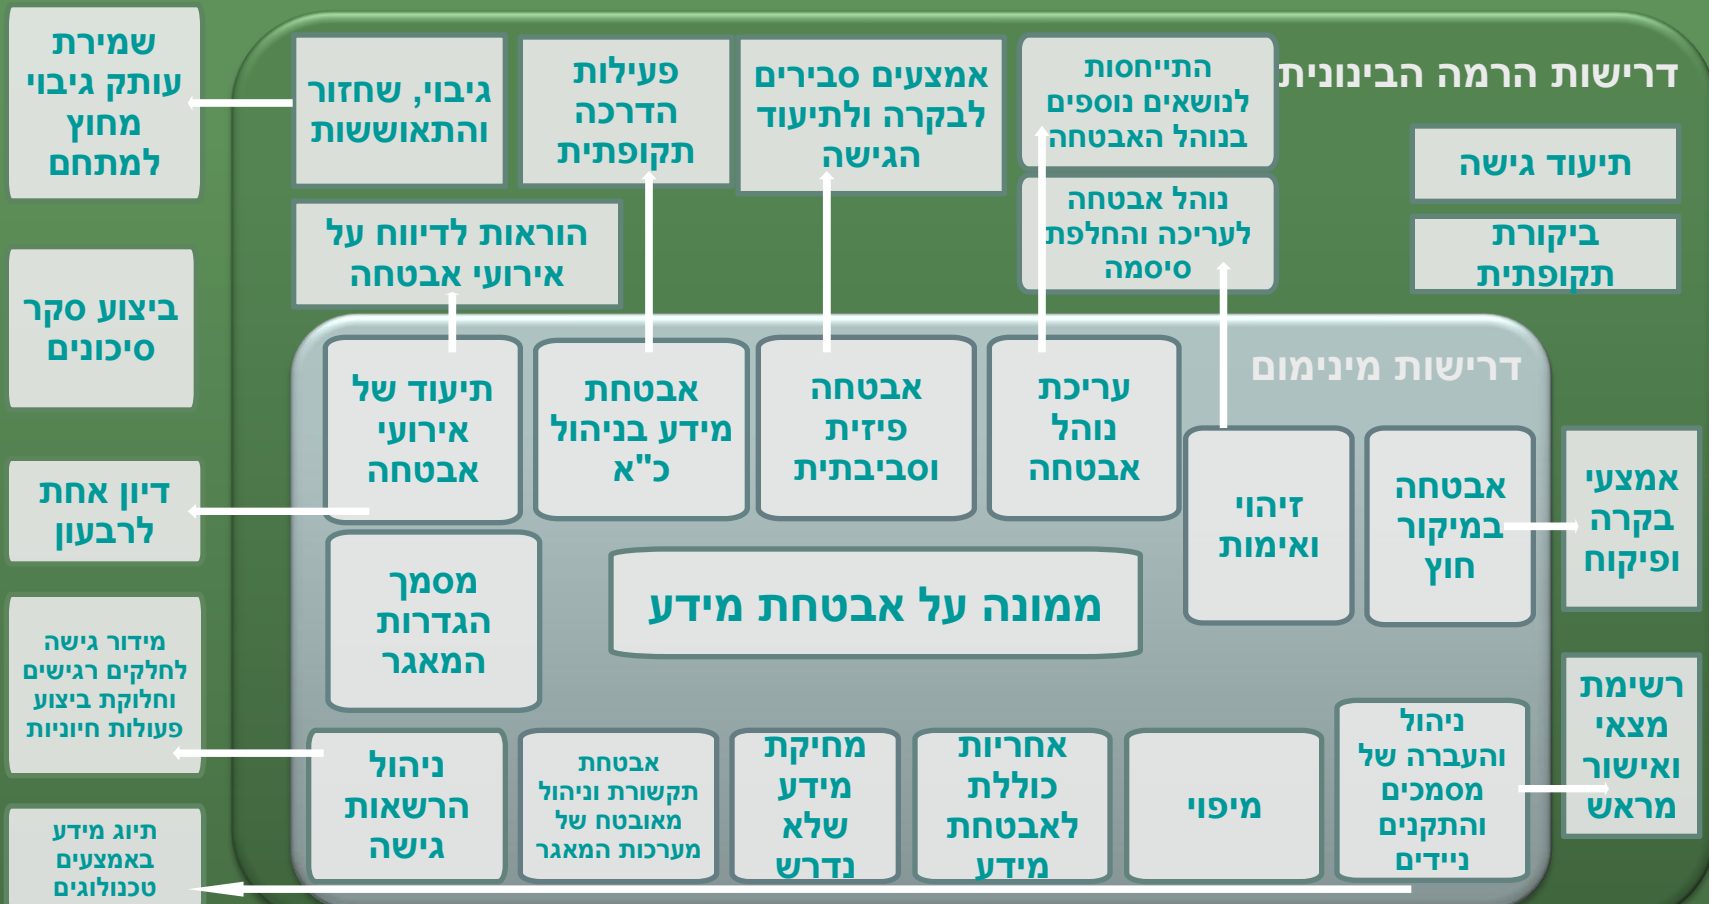 דרישות הרמה הבינונית
תיעוד גישה
ביקורת
תקופתית
התייחסות
לנושאים נוספים
בנוהל האבטחה
נוהל אבטחה
לעריכה והחלפת
סיסמה
אמצעים סבירים
לבקרה ולתיעוד
הגישה
פעילות
הדרכה
תקופתית
גיבוי, שחזור
והתאוששות
הוראות לדיווח על
אירועי אבטחה
שמירת
עותק גיבוי
מחוץ
למתחם
ביצוע סקר
סיכונים
דיון אחת
לרבעון
מידור גישה
לחלקים רגישים
וחלוקת ביצוע
פעולות חיוניות
תיוג מידע
באמצעים
טכנולוגים
דרישות מינימום
אבטחה
במיקור
חוץ
זיהוי
ואימות
עריכת
נוהל
אבטחה
אבטחה
פיזית
וסביבתית
אבטחת
מידע בניהול
כ"א
תיעוד של
אירועי
אבטחה
ממונה על אבטחת מידע
מסמך
הגדרות
המאגר
ניהול
והעברה של
מסמכים
והתקנים
ניידים
מיפוי
אחריות
כוללת
לאבטחת
מידע
מחיקת
מידע
שלא
נדרש
אבטחת
תקשורת וניהול
מאובטח של
מערכות המאגר
ניהול
הרשאות
גישה
אמצעי
בקרה
ופיקוח
רשימת
מצאי
ואישור
מראש